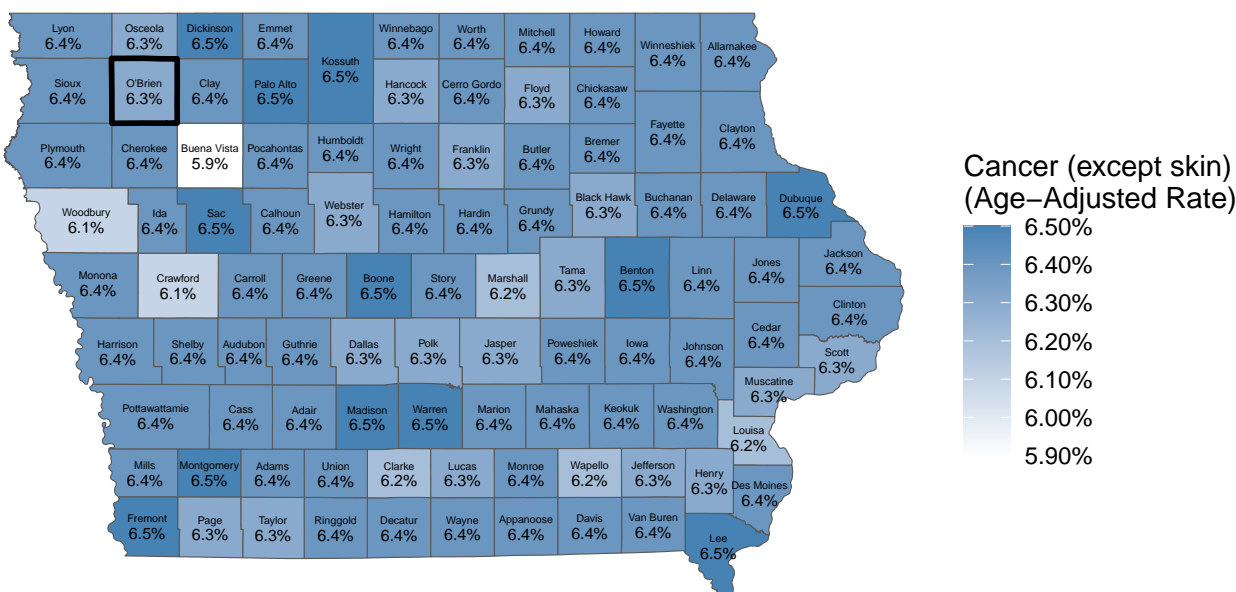 Lyon
6.4%
Osceola
6.3%
Dickinson
6.5%
Emmet
6.4%
Kossuth
6.5%
Winnebago
6.4%
Worth
6.4%
Mitchell
6.4%
Howard
6.4%
Winneshiek
6.4%
Allamakee
6.4%
Sioux
6.4%
O'Brien
6.3%
Clay
6.4%
Palo Alto
6.5%
Hancock
6.3%
Cerro Gordo
6.4%
Floyd
6.3%
Chickasaw
6.4%
Fayette
6.4%
Clayton
6.4%
Plymouth
6.4%
Cherokee
6.4%
Buena Vista
5.9%
Pocahontas
6.4%
Humboldt
6.4%
Wright
6.4%
Franklin
6.3%
Butler
6.4%
Bremer
6.4%
Woodbury
6.1%
Ida
6.4%
Sac
6.5%
Calhoun
6.4%
Webster
6.3%
Hamilton
6.4%
Hardin
6.4%
Grundy
6.4%
Black Hawk
6.3%
Buchanan
6.4%
Delaware
6.4%
Dubuque
6.5%
Monona
6.4%
Crawford
6.1%
Carroll
6.4%
Greene
6.4%
Boone
6.5%
Story
6.4%
Marshall
6.2%
Tama
6.3%
Benton
6.5%
Linn
6.4%
Jones
6.4%
Jackson
6.4%
Clinton
6.4%
Harrison
6.4%
Shelby
6.4%
Audubon
6.4%
Guthrie
6.4%
Dallas
6.3%
Polk
6.3%
Jasper
6.3%
Poweshiek
6.4%
Iowa
6.4%
Johnson
6.4%
Cedar
6.4%
Scott
6.3%
Muscatine
6.3%
Pottawattamie
6.4%
Cass
6.4%
Adair
6.4%
Madison
6.5%
Warren
6.5%
Marion
6.4%
Mahaska
6.4%
Keokuk
6.4%
Washington
6.4%
Louisa
6.2%
Mills
6.4%
Montgomery
6.5%
Adams
6.4%
Union
6.4%
Clarke
6.2%
Lucas
6.3%
Monroe
6.4%
Wapello
6.2%
Jefferson
6.3%
Henry
6.3%
Des Moines
6.4%
Fremont
6.5%
Page
6.3%
Taylor
6.3%
Ringgold
6.4%
Decatur
6.4%
Wayne
6.4%
Appanoose
6.4%
Davis
6.4%
Van Buren
6.4%
Lee
6.5%
Cancer (except skin)
(Age−Adjusted Rate)
6.50%
6.40%
6.30%
6.20%
6.10%
6.00%
5.90%